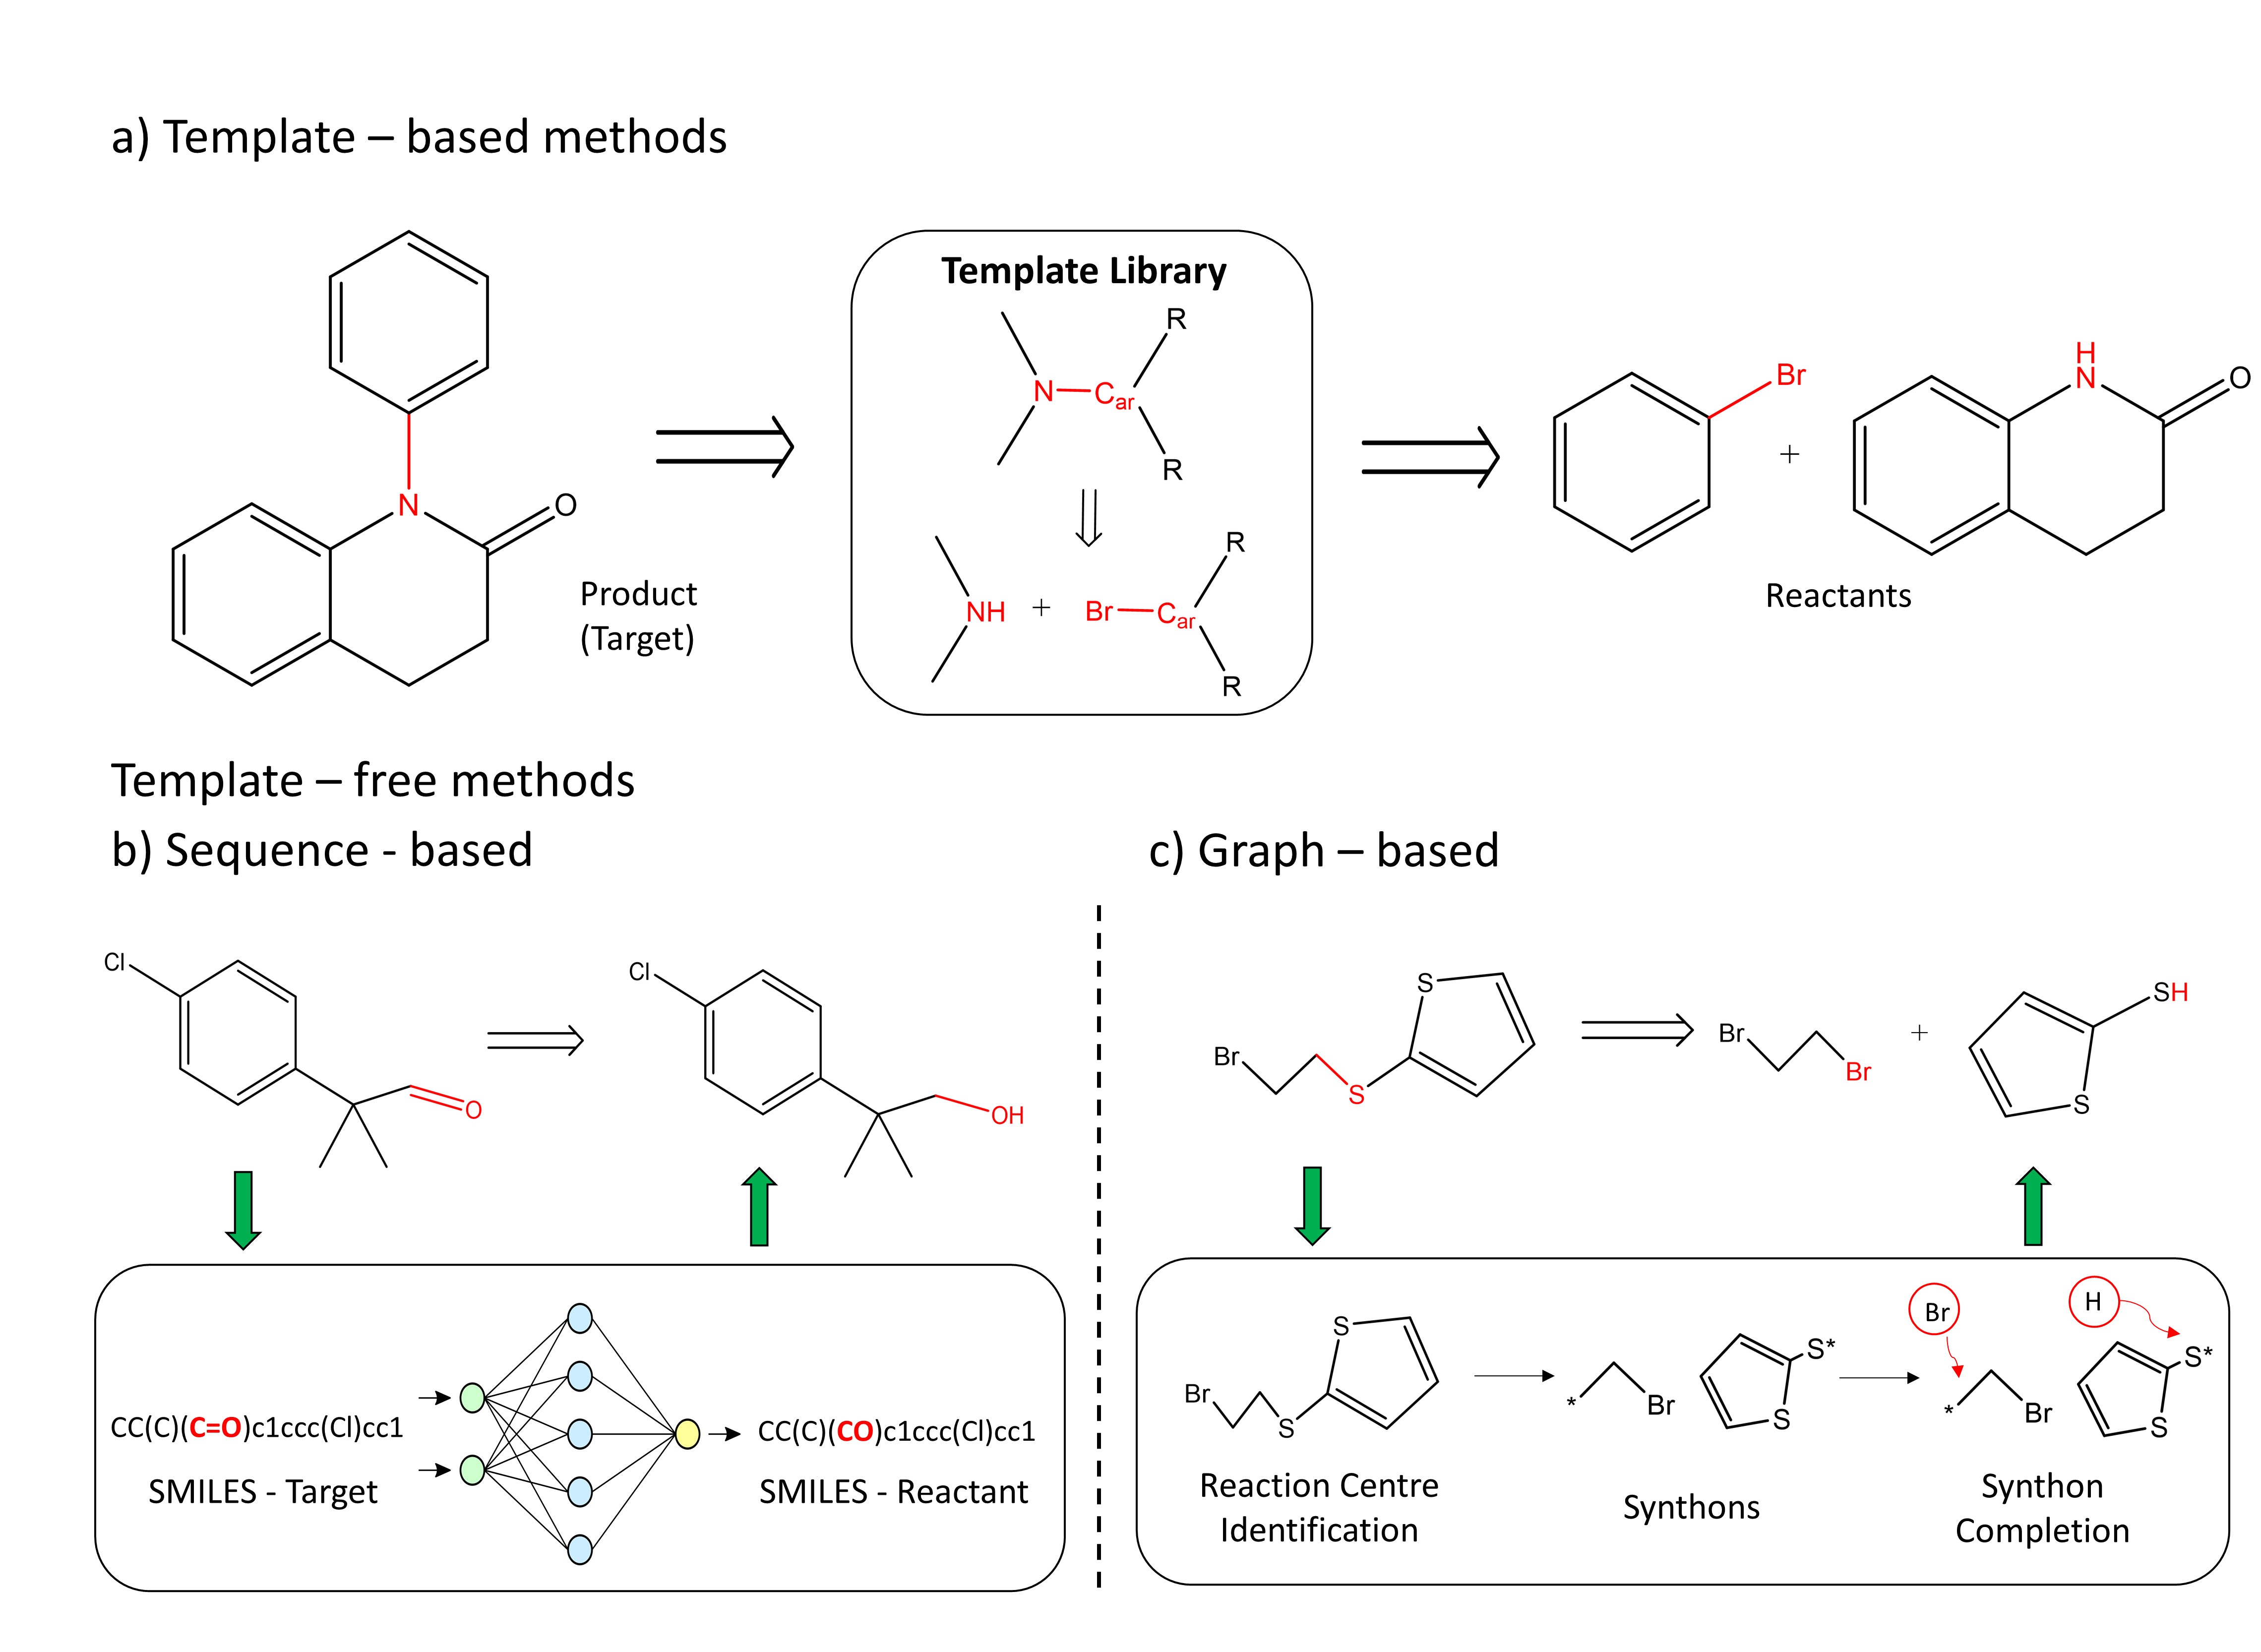 a) Template – based methods
Template Library
R
N
C
ar
R
R
NH
+
Br
C
ar
R
N
O
Product
(Target)
Br
+
H
N
O
Reactants
Template – free methods
b) Sequence - based
c) Graph – based
Cl
O
Cl
OH
Br
S
S
Br
Br
+
SH
S
CC(C)(C=O)c1ccc(Cl)cc1
SMILES - Target
CC(C)(CO)c1ccc(Cl)cc1
SMILES - Reactant
Br
S
S
Reaction Centre
Identification
*
Br
S*
S
Synthons
Br
H
*
Br
S*
S
Synthon
Completion